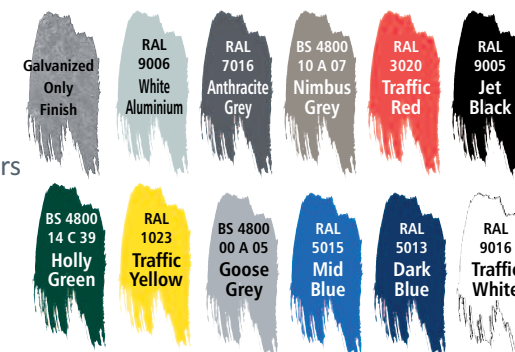 Galvanized
Only
Finish
RAL
9006
White
Aluminium
RAL
7016
Anthracite
Grey
BS 4800
10 A 07
Nimbus
Grey
RAL
3020
Traffic
Red
RAL
9005
Jet
Black
rs
BS 4800
14 C 39
Holly
Green
RAL
1023
Traffic
Yellow
BS 4800
00 A 05
Goose
Grey
RAL
5015
Mid
Blue
RAL
5013
Dark
Blue
RAL
9016
Traffic
White